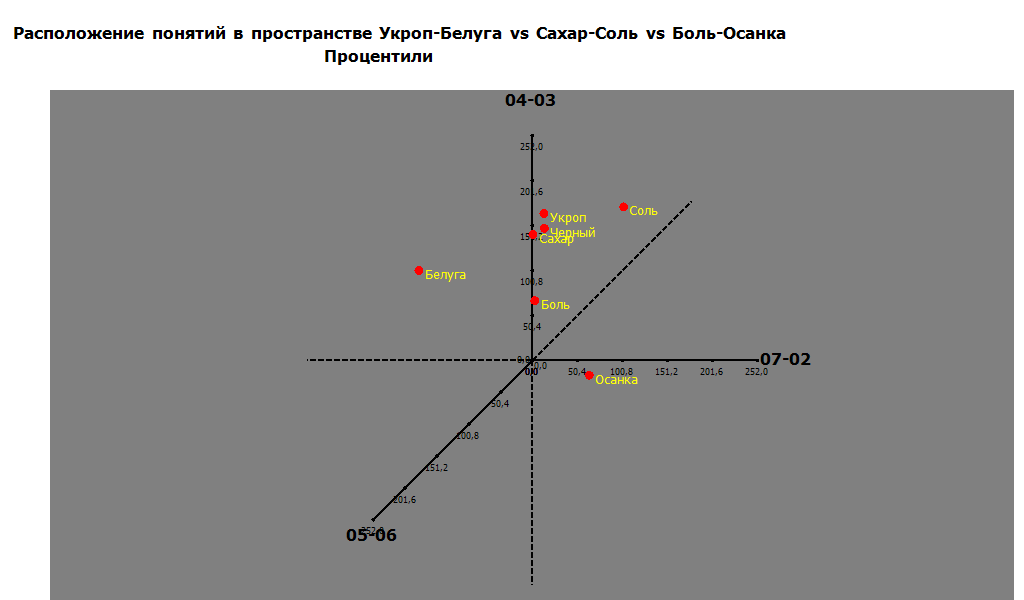 Расположение понятий в пространстве Укроп-Белуга vs Сахар-Соль vs Боль-Осанка
Процентили
04-03
252,0
201,6
Соль
Укроп
Черный
Сахар
Белуга
100,8
Боль
50,4
07-02
0,0
50,4
100,8
151,2
201,6
252,0
Осанка
50,4
100,8
151,2
201,6
05-06